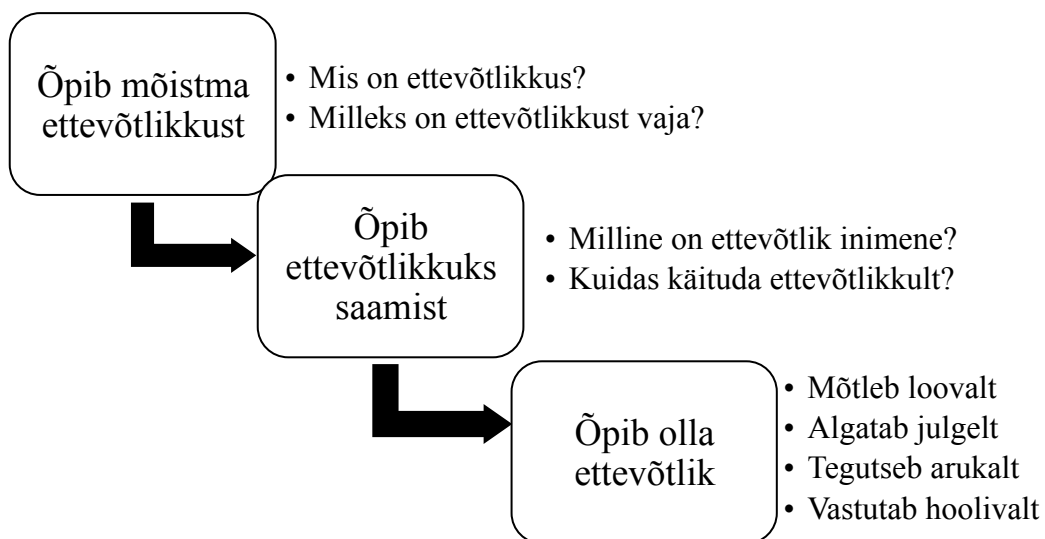 Õpib mõistma
ettevõtlikkust
• Mis on ettevõtlikkus?
• Milleks on ettevõtlikkust vaja?
Õpib
ettevõtlikkuks
saamist
• Milline on ettevõtlik inimene?
• Kuidas käituda ettevõtlikkult?
Õpib olla
ettevõtlik
• Mõtleb loovalt
• Algatab julgelt
• Tegutseb arukalt
• Vastutab hoolivalt